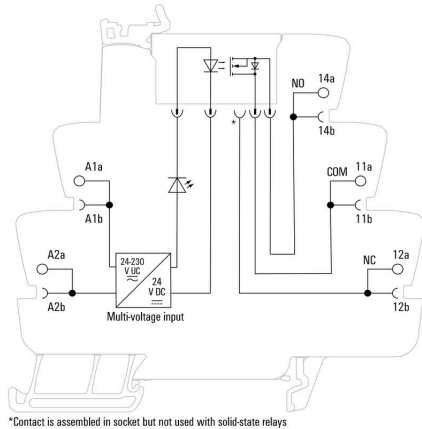 NO
14a
14b
*
A1a
A1b
COM
11a
11b
A2a
A2b
24-230
V UC
24
V DC
Multi-voltage input
NC
12a
12b
*Contact is assembled in socket but not used with solid-state relays